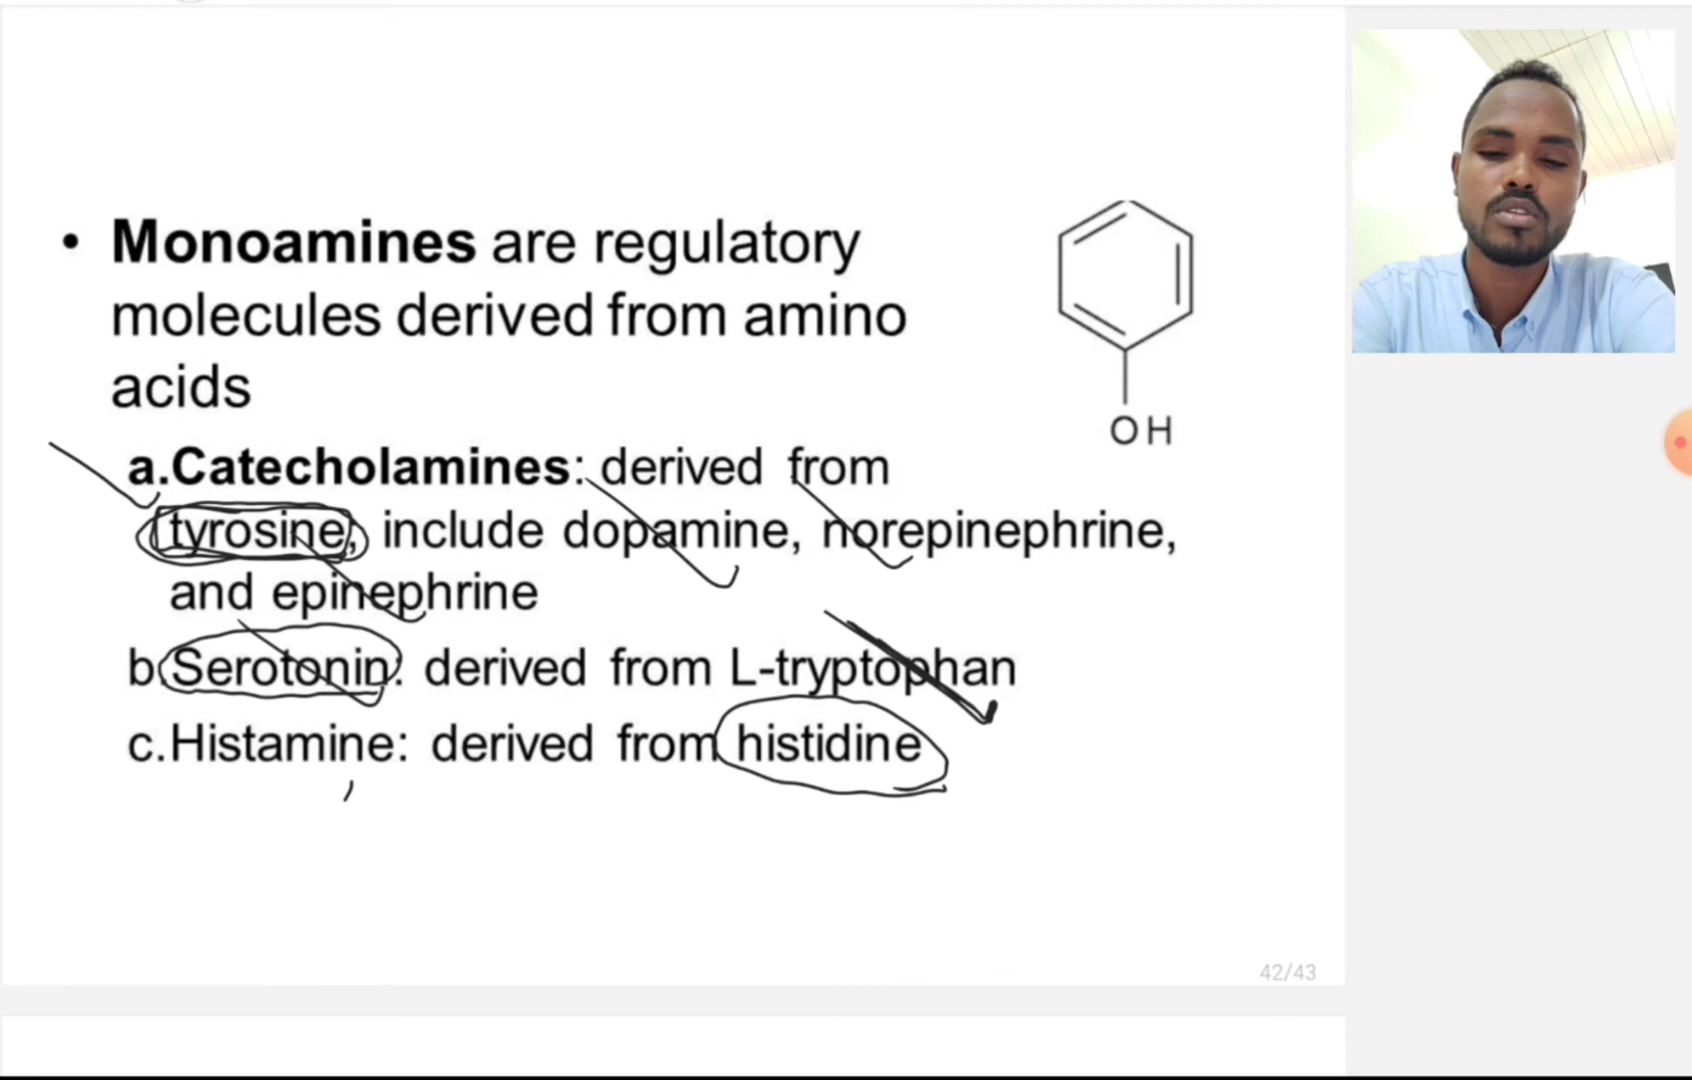 • Monoamines are regulatory
molecules derived from amino
acids
OH
a.Catecholamines: derived from
tyrosine, include dopamine, norepinephrine,
and epinephrine
b.Serotonin: derived from L-tryptophan
c.Histamine: derived from histidine
42/43